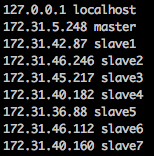 127.0.0.1 localhost
172.31.5.248 master
172.31.42.87 slave1
172.31.46.246 slave2
172.31.45.217 slave3
172.31.40.182 slave4
172.31.36.88 slave5
172.31.46.112 slave6
172.31.40.160 slave7